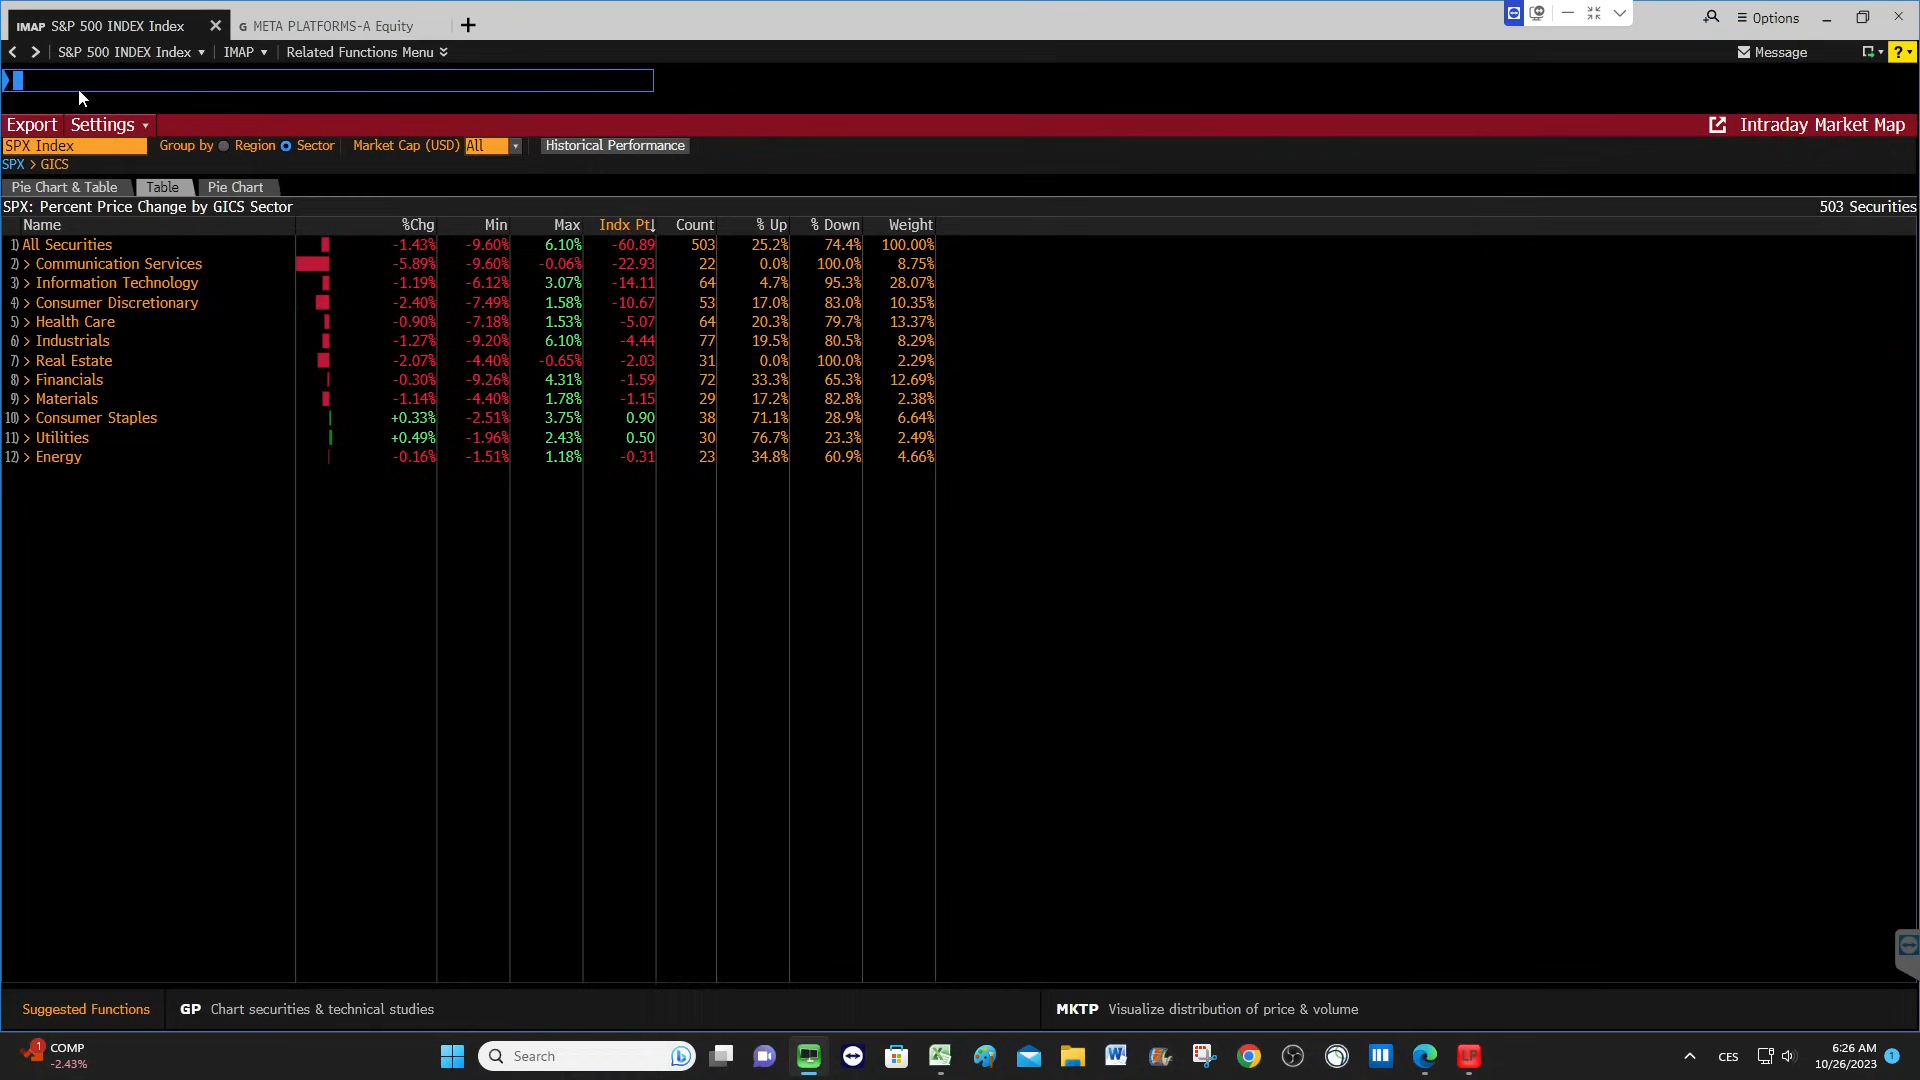 IMAP S&P 500 INDEX Index
G META PLATFORMS-A Equity
Options
S&P 500 INDEX Index
IMAP
Related Functions Menu
Message
?
Export Settings
Intraday Market Map
SPX Index Group by Region Sector Market Cap (USD) All Historical Performance
SPX > GICS
Pie Chart & Table Table Pie Chart
SPX: Percent Price Change by GICS Sector 503 Securities
Name %Chg Min Max Indx Pt↓ Count % Up % Down Weight
1) All Securities -1.43% -9.60% 6.10% -60.89 503 25.2% 74.4% 100.00%
2) > Communication Services -5.89% -9.60% -0.06% -22.93 22 0.0% 100.0% 8.75%
3) > Information Technology -1.19% -6.12% 3.07% -14.11 64 4.7% 95.3% 28.07%
4) > Consumer Discretionary -2.40% -7.49% 1.58% -10.67 53 17.0% 83.0% 10.35%
5) > Health Care -0.90% -7.18% 1.53% -5.07 64 20.3% 79.7% 13.37%
6) > Industrials -1.27% -9.20% 6.10% -4.44 77 19.5% 80.5% 8.29%
7) > Real Estate -2.07% -4.40% -0.65% -2.03 31 0.0% 100.0% 2.29%
8) > Financials -0.30% -9.26% 4.31% -1.59 72 33.3% 65.3% 12.69%
9) > Materials -1.14% -4.40% 1.78% -1.15 29 17.2% 82.8% 2.38%
10) > Consumer Staples +0.33% -2.51% 3.75% 0.90 38 71.1% 28.9% 6.64%
11) > Utilities +0.49% -1.96% 2.43% 0.50 30 76.7% 23.3% 2.49%
12) > Energy -0.16% -1.51% 1.18% -0.31 23 34.8% 60.9% 4.66%
Suggested Functions GP Chart securities & technical studies MKTP Visualize distribution of price & volume
1 COMP
-2.43%
Search
CES
6:26 AM
10/26/2023
1
LP